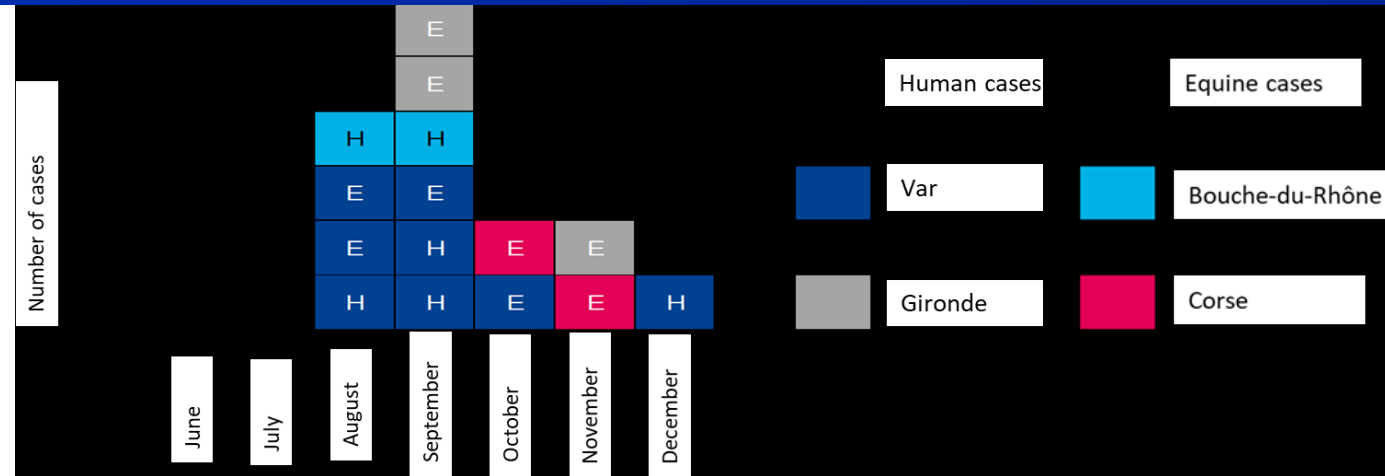 E
E
Human cases
Equine cases
H H
E E
Var
Bouche-du-Rhône
Number of cases
E H E E
H H E E H
Gironde
Corse
June
July
August
September
October
November
December